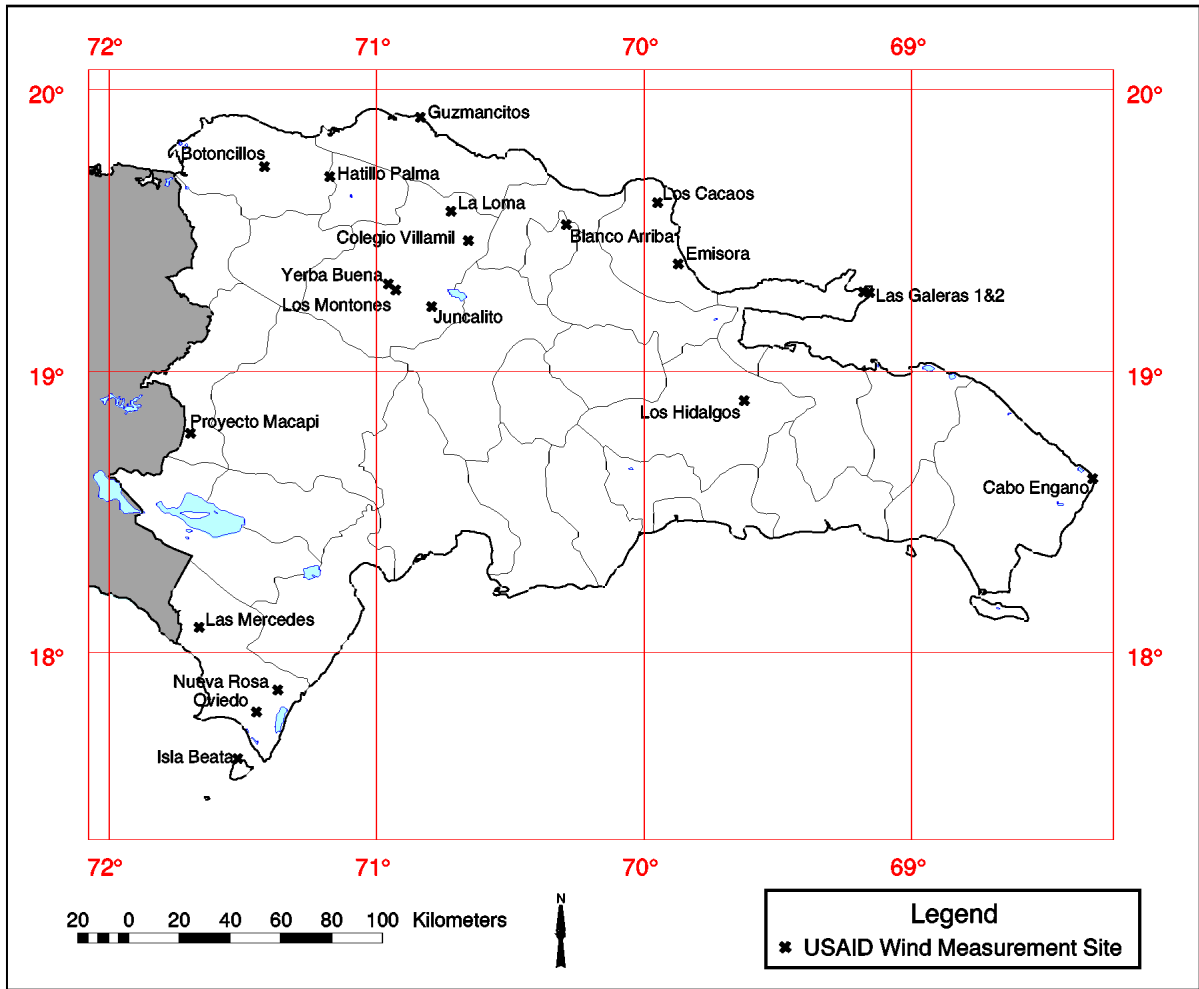 72° 71° 70° 69°
20° 20°
Guzmancitos
Botoncillos
Hatillo Palma
Los Cacaos
La Loma
Colegio Villamil
Blanco Arriba
Emisora
Yerba Buena
Las Galeras 1&2
Los Montones
Juncalito
19° 19°
Los Hidalgos
Proyecto Macapi
Cabo Engano
Las Mercedes
18° 18°
Nueva Rosa
Oviedo
Isla Beata
72° 71° 70° 69°
N
20 0 20 40 60 80 100 Kilometers
Legend
USAID Wind Measurement Site